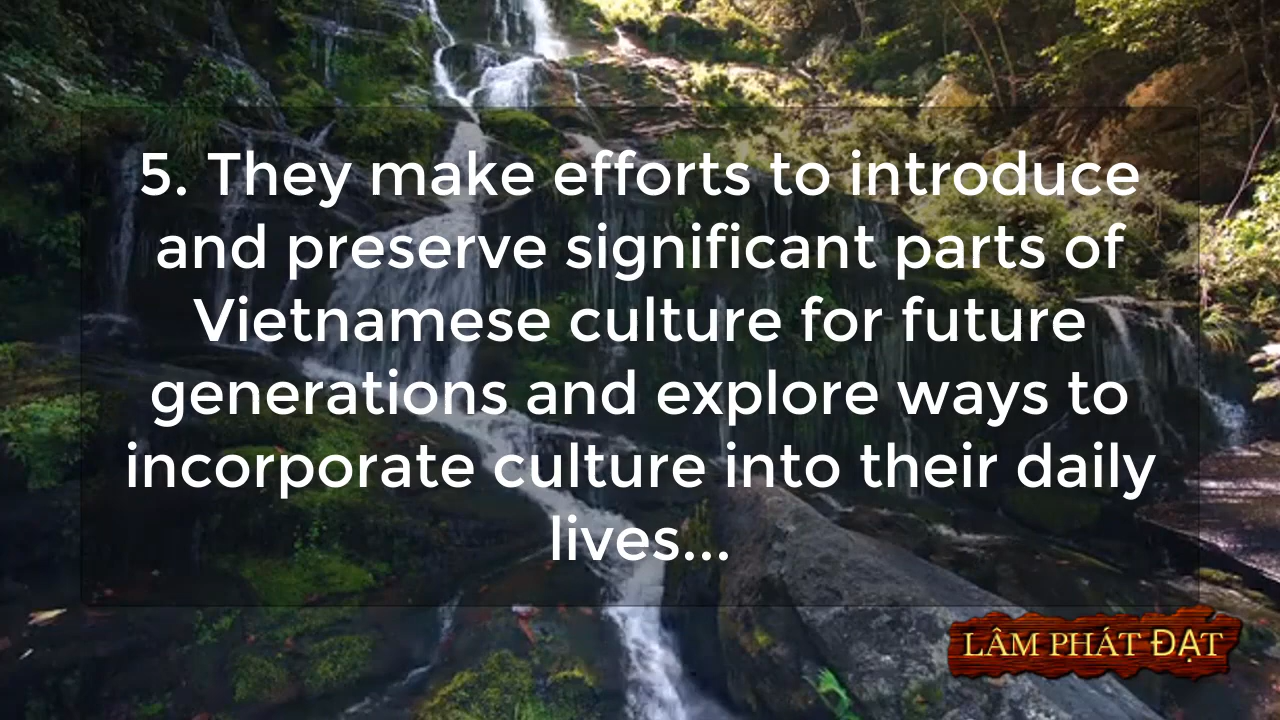 5. They make efforts to introduce
and preserve significant parts of
Vietnamese culture for future
generations and explore ways to
incorporate culture into their daily
lives...
LÂM PHÁT ĐẠT